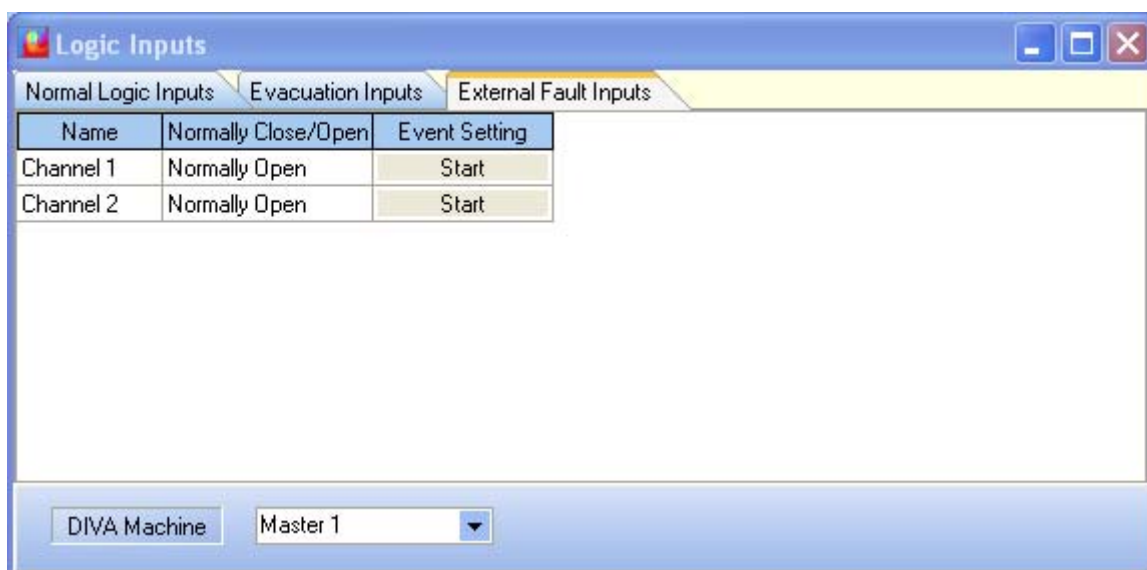 Logic Inputs
Normal Logic Inputs Evacuation Inputs External Fault Inputs
Name Normally Close/Open Event Setting
Channel 1 Normally Open Start
Channel 2 Normally Open Start
DIVA Machine Master 1